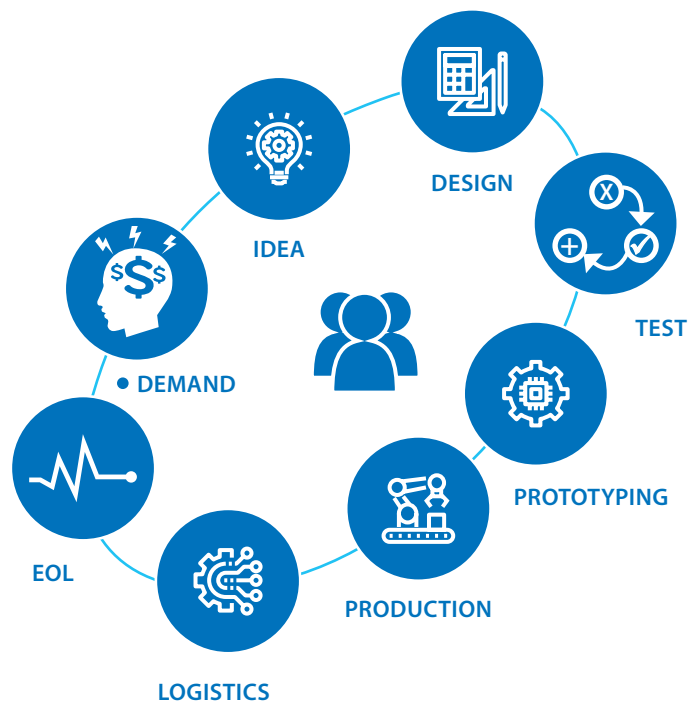 DESIGN
IDEA
TEST
$$$
• DEMAND
PROTOTYPING
EOL
PRODUCTION
LOGISTICS